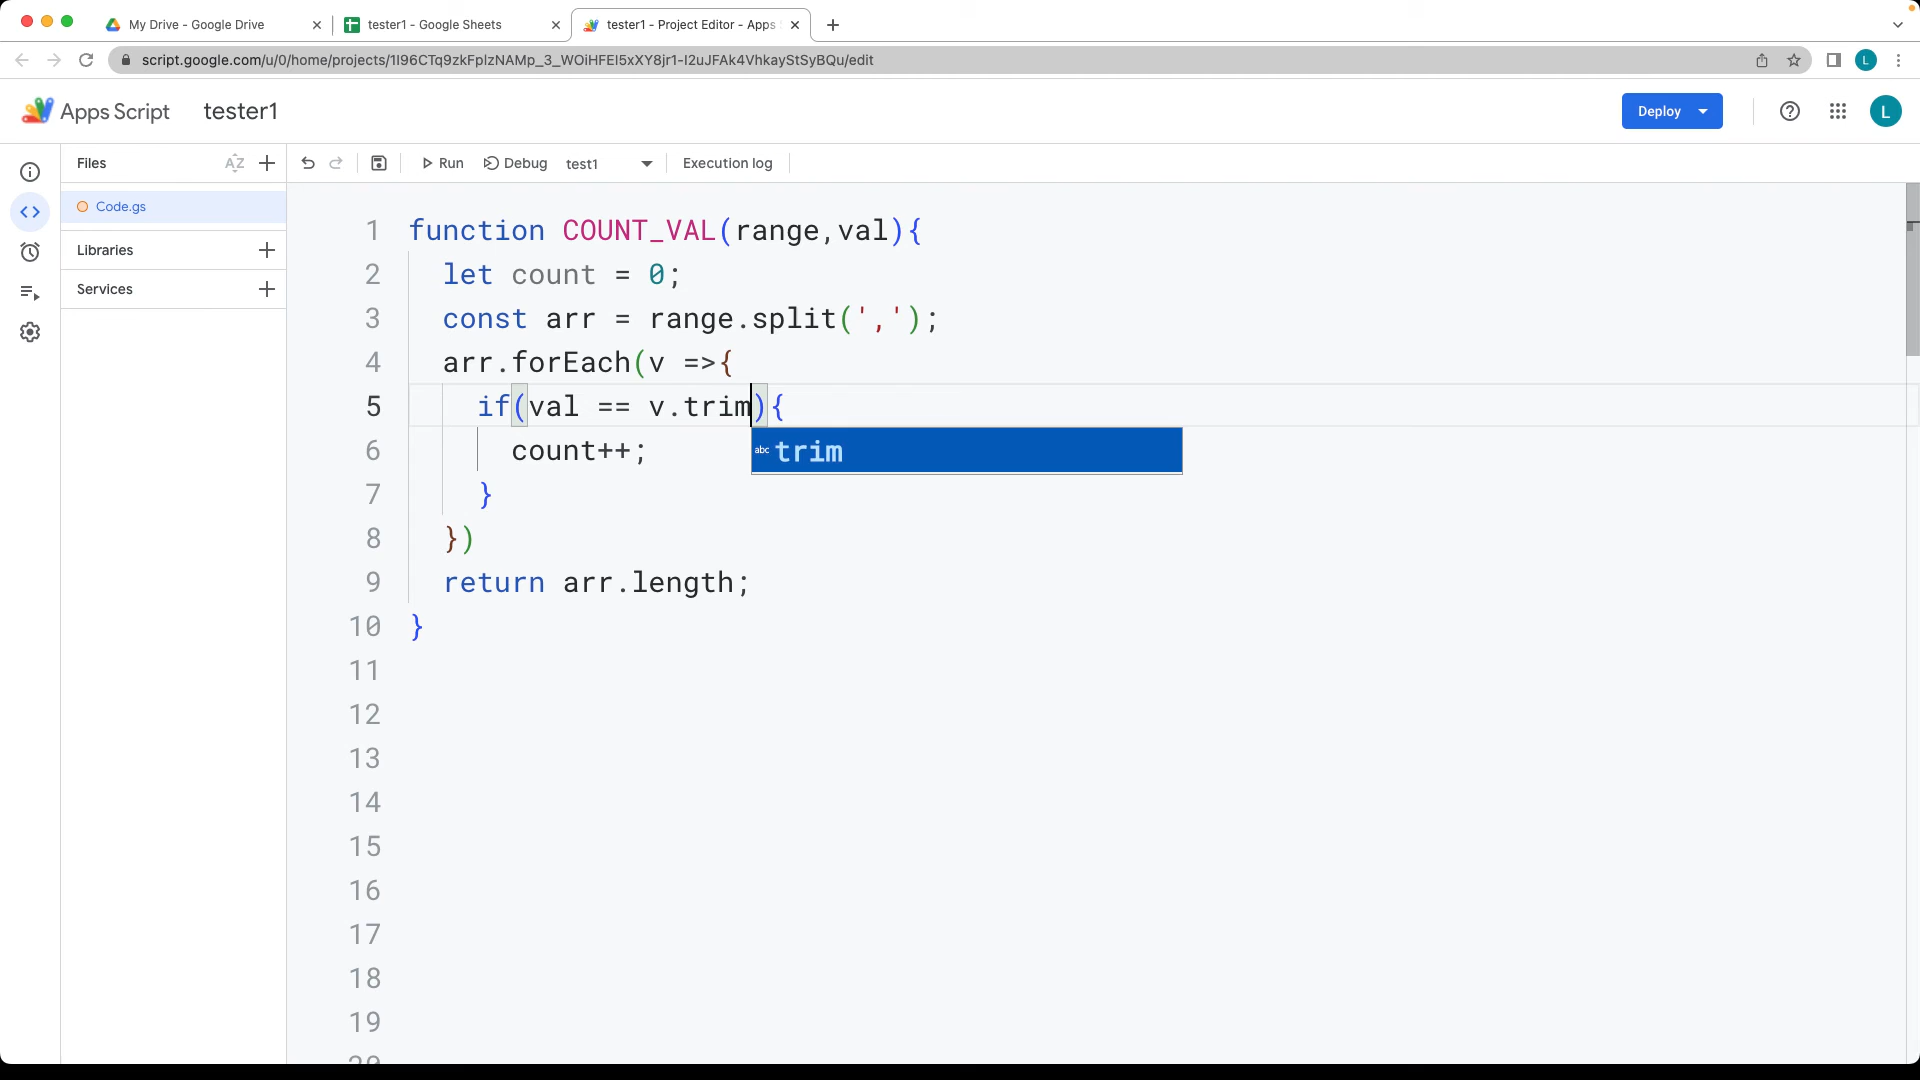 My Drive - Google Drive
tester1 - Google Sheets
tester1 - Project Editor - Apps
script.google.com/u/0/home/projects/1I96CTq9zkFplzNAMp_3_WOiHFEI5xXY8jr1-I2uJFAk4VhkayStSyBQu/edit
L
Apps Script
tester1
Deploy
L
Files
AZ
Run
Debug
test1
Execution log
Code.gs
Libraries
Services
1 function COUNT_VAL(range,val){
2 let count = 0;
3 const arr = range.split(',');
4 arr.forEach(v =>{
5 if(val == v.trim){
abc trim
6 count++;
7 }
8 })
9 return arr.length;
10 }
11
12
13
14
15
16
17
18
19
20